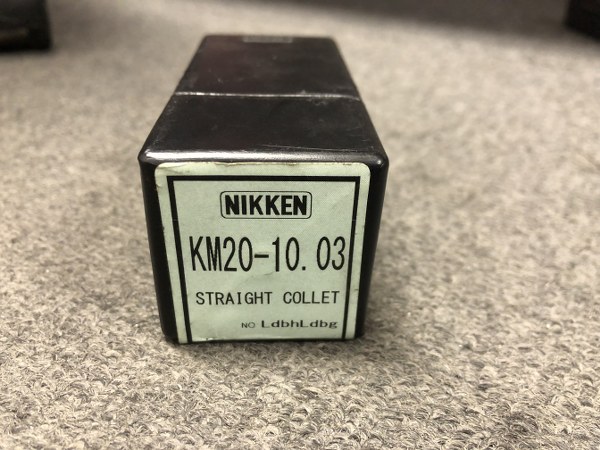 NIKKEN
KM20-10.03
STRAIGHT COLLET
NO LdbhLdbg